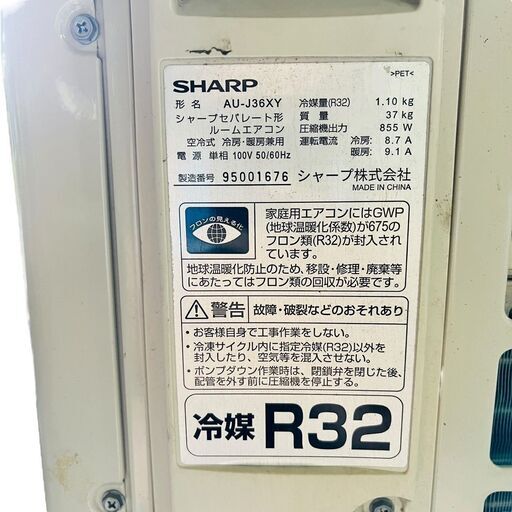 >PET<
SHARP
形 名 AU-J36XY
シャープセパレート形
ルームエアコン
空冷式 冷房・暖房兼用
電 源 単相 100V 50/60Hz
冷媒量(R32) 1.10 kg
質 量 37 kg
圧縮機出力 855 W
運転電流 冷房: 8.7 A
暖房: 9.1 A
製造番号 95001676 シャープ株式会社
MADE IN CHINA
フロンの見える化
家庭用エアコンにはGWP
(地球温暖化係数)が675の
フロン類(R32)が封入され
ています。
地球温暖化防止のため、移設・修理・廃棄等
にあたってはフロン類の回収が必要です。
警告 故障・破裂などのおそれあり
・お客様自身で工事作業をしない。
・冷凍サイクル内に指定冷媒(R32)以外を
封入したり、空気等を混入させない。
・ポンプダウン作業時は、閉鎖弁を閉じた後、
配管を外す前に圧縮機を停止する。
冷媒 R32